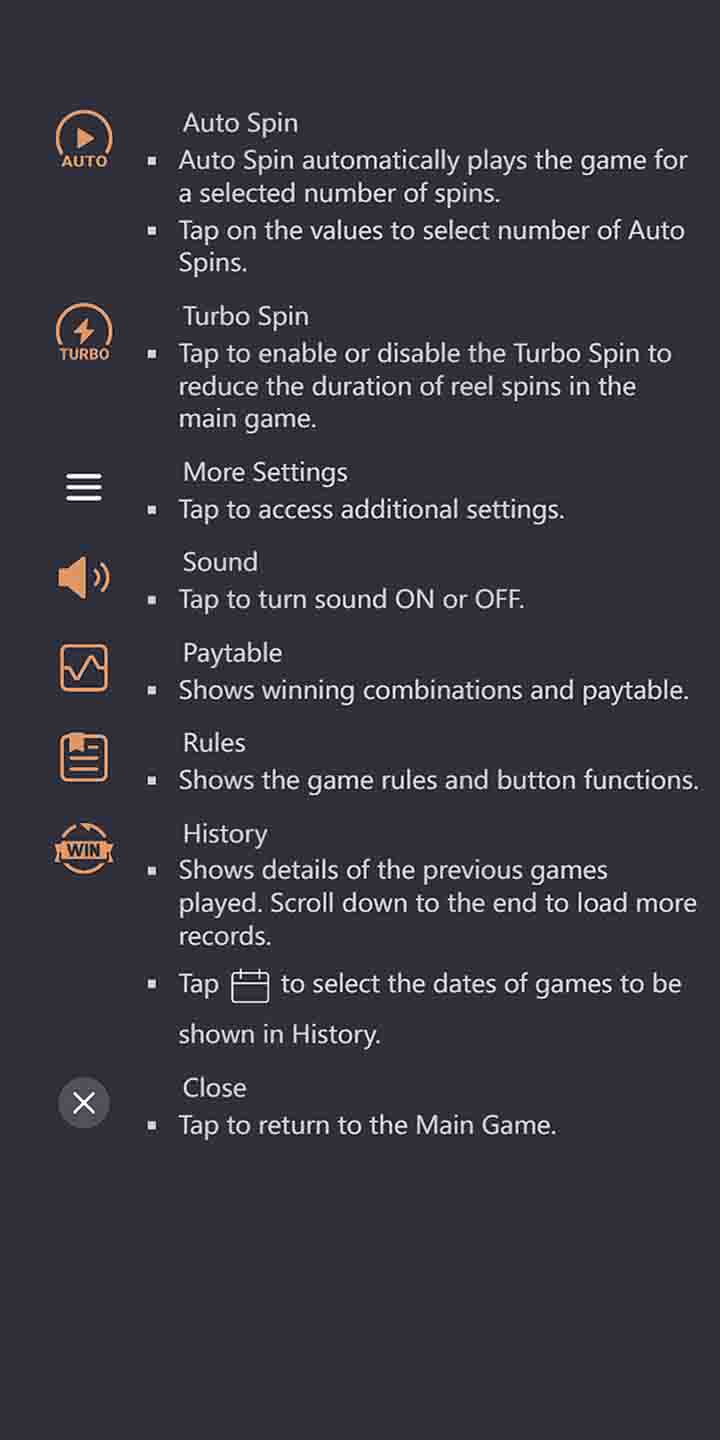 Auto Spin
AUTO
▪ Auto Spin automatically plays the game for
a selected number of spins.
▪ Tap on the values to select number of Auto
Spins.
Turbo Spin
TURBO
▪ Tap to enable or disable the Turbo Spin to
reduce the duration of reel spins in the
main game.
More Settings
▪ Tap to access additional settings.
Sound
▪ Tap to turn sound ON or OFF.
Paytable
▪ Shows winning combinations and paytable.
Rules
▪ Shows the game rules and button functions.
History
WIN
▪ Shows details of the previous games
played. Scroll down to the end to load more
records.
▪ Tap to select the dates of games to be
shown in History.
Close
▪ Tap to return to the Main Game.